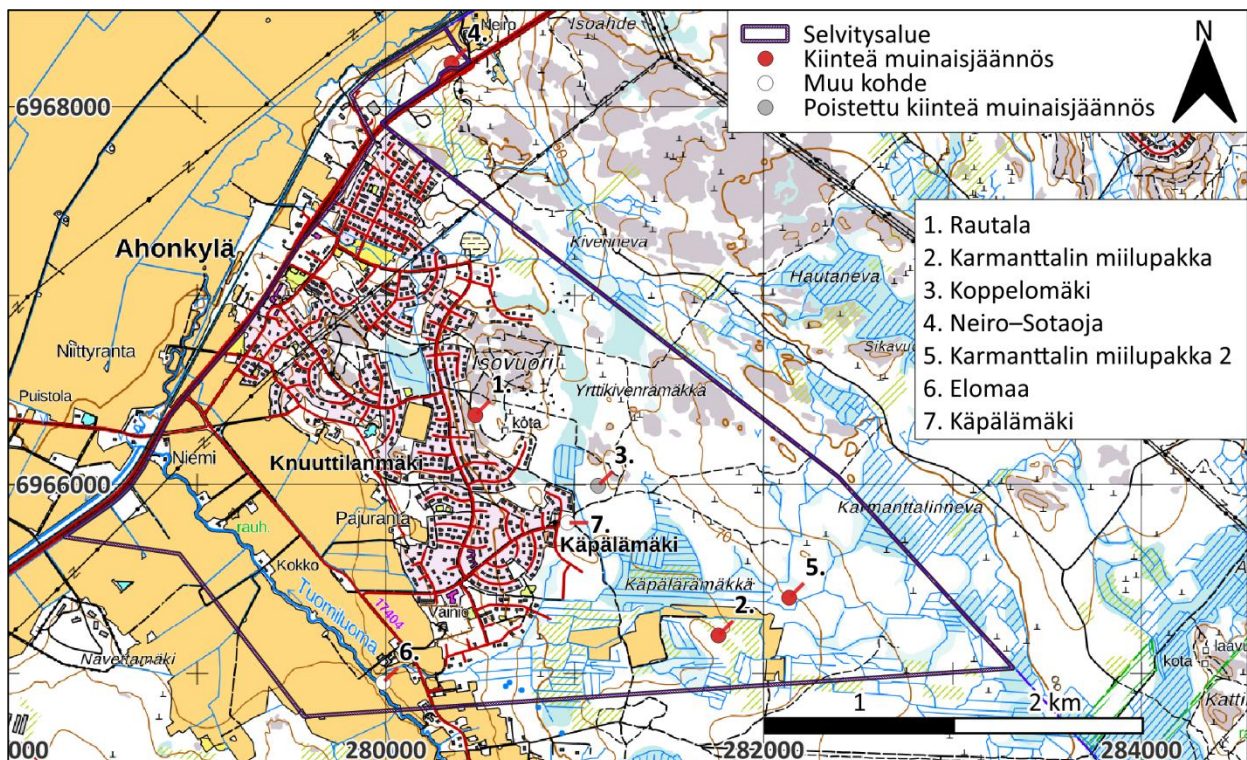 Neiro
Isoahde
4.
Selvitysalue
Kiinteä muinaisjäännös
Muu kohde
Poistettu kiinteä muinaisjäännös
N
6968000
60
Kivenneva
Hautaneva
Ahonkylä
1. Rautala
2. Karmanttalin miilupakka
3. Koppelomäki
4. Neiro–Sotaoja
5. Karmanttalin miilupakka 2
6. Elomaa
7. Käpälämäki
Niittyranta
Isovuori
Yrttikivenrämäkkä
Puistola
1.
kota
Niemi
Knuuttilanmäki
3.
6966000
Karmanttalinneva
rauh.
Pajuranta
7.
Käpälämäki
70
Kokko
Käpälärämäkkä
5.
Tuomiluoma
17404
Vainio
2.
Navettamäki
6.
kota
1
2 km
280000
282000
284000